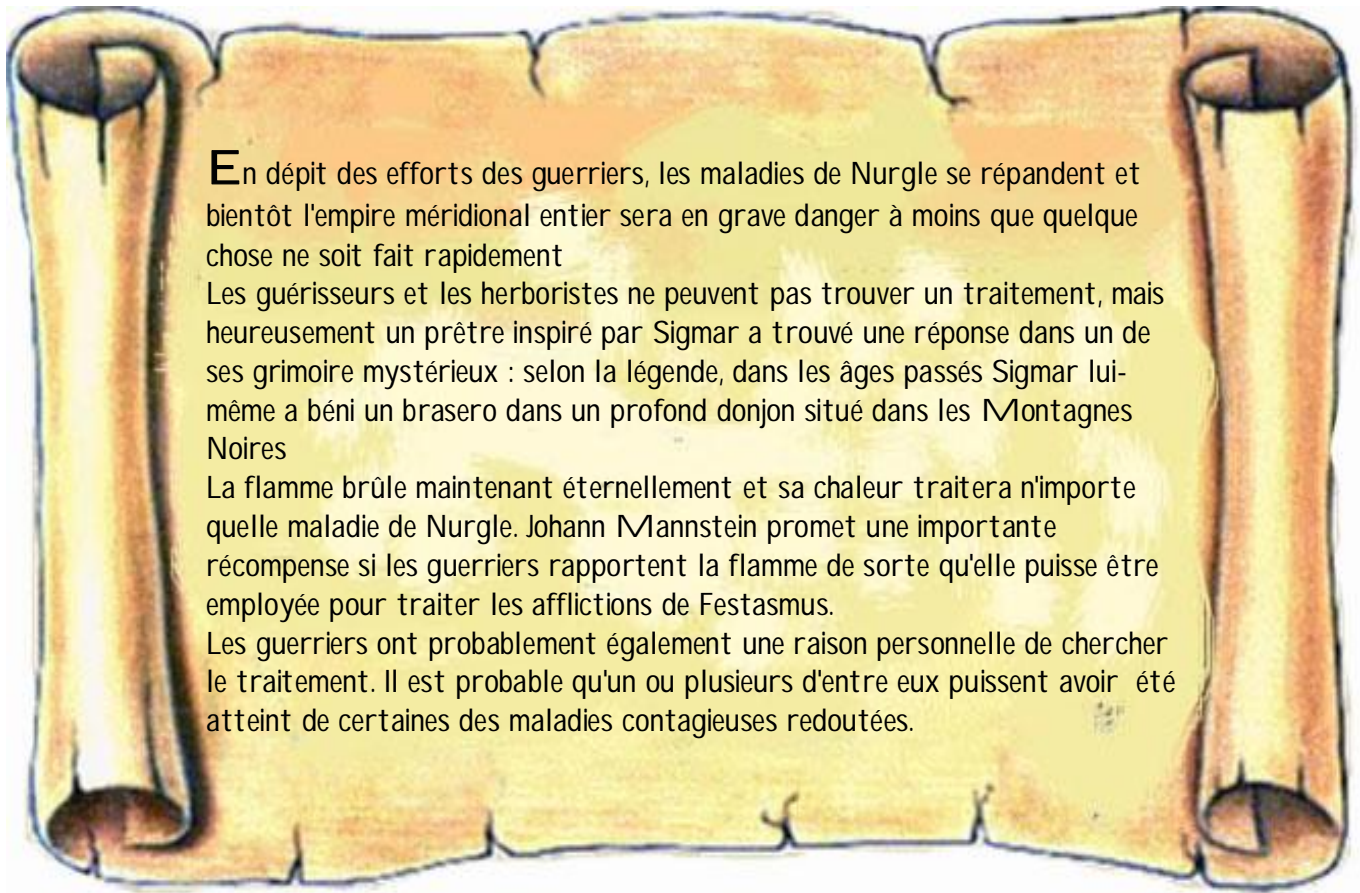 En dépit des efforts des guerriers, les maladies de Nurgle se répandent et
bientôt l'empire méridional entier sera en grave danger à moins que quelque
chose ne soit fait rapidement
Les guérisseurs et les herboristes ne peuvent pas trouver un traitement, mais
heureusement un prêtre inspiré par Sigmar a trouvé une réponse dans un de
ses grimoire mystérieux : selon la légende, dans les âges passés Sigmar lui-
même a béni un brasero dans un profond donjon situé dans les Montagnes
Noires
La flamme brûle maintenant éternellement et sa chaleur traitera n'importe
quelle maladie de Nurgle. Johann Mannstein promet une importante
récompense si les guerriers rapportent la flamme de sorte qu'elle puisse être
employée pour traiter les afflictions de Festasmus.
Les guerriers ont probablement également une raison personnelle de chercher
le traitement. Il est probable qu'un ou plusieurs d'entre eux puissent avoir été
atteint de certaines des maladies contagieuses redoutées.